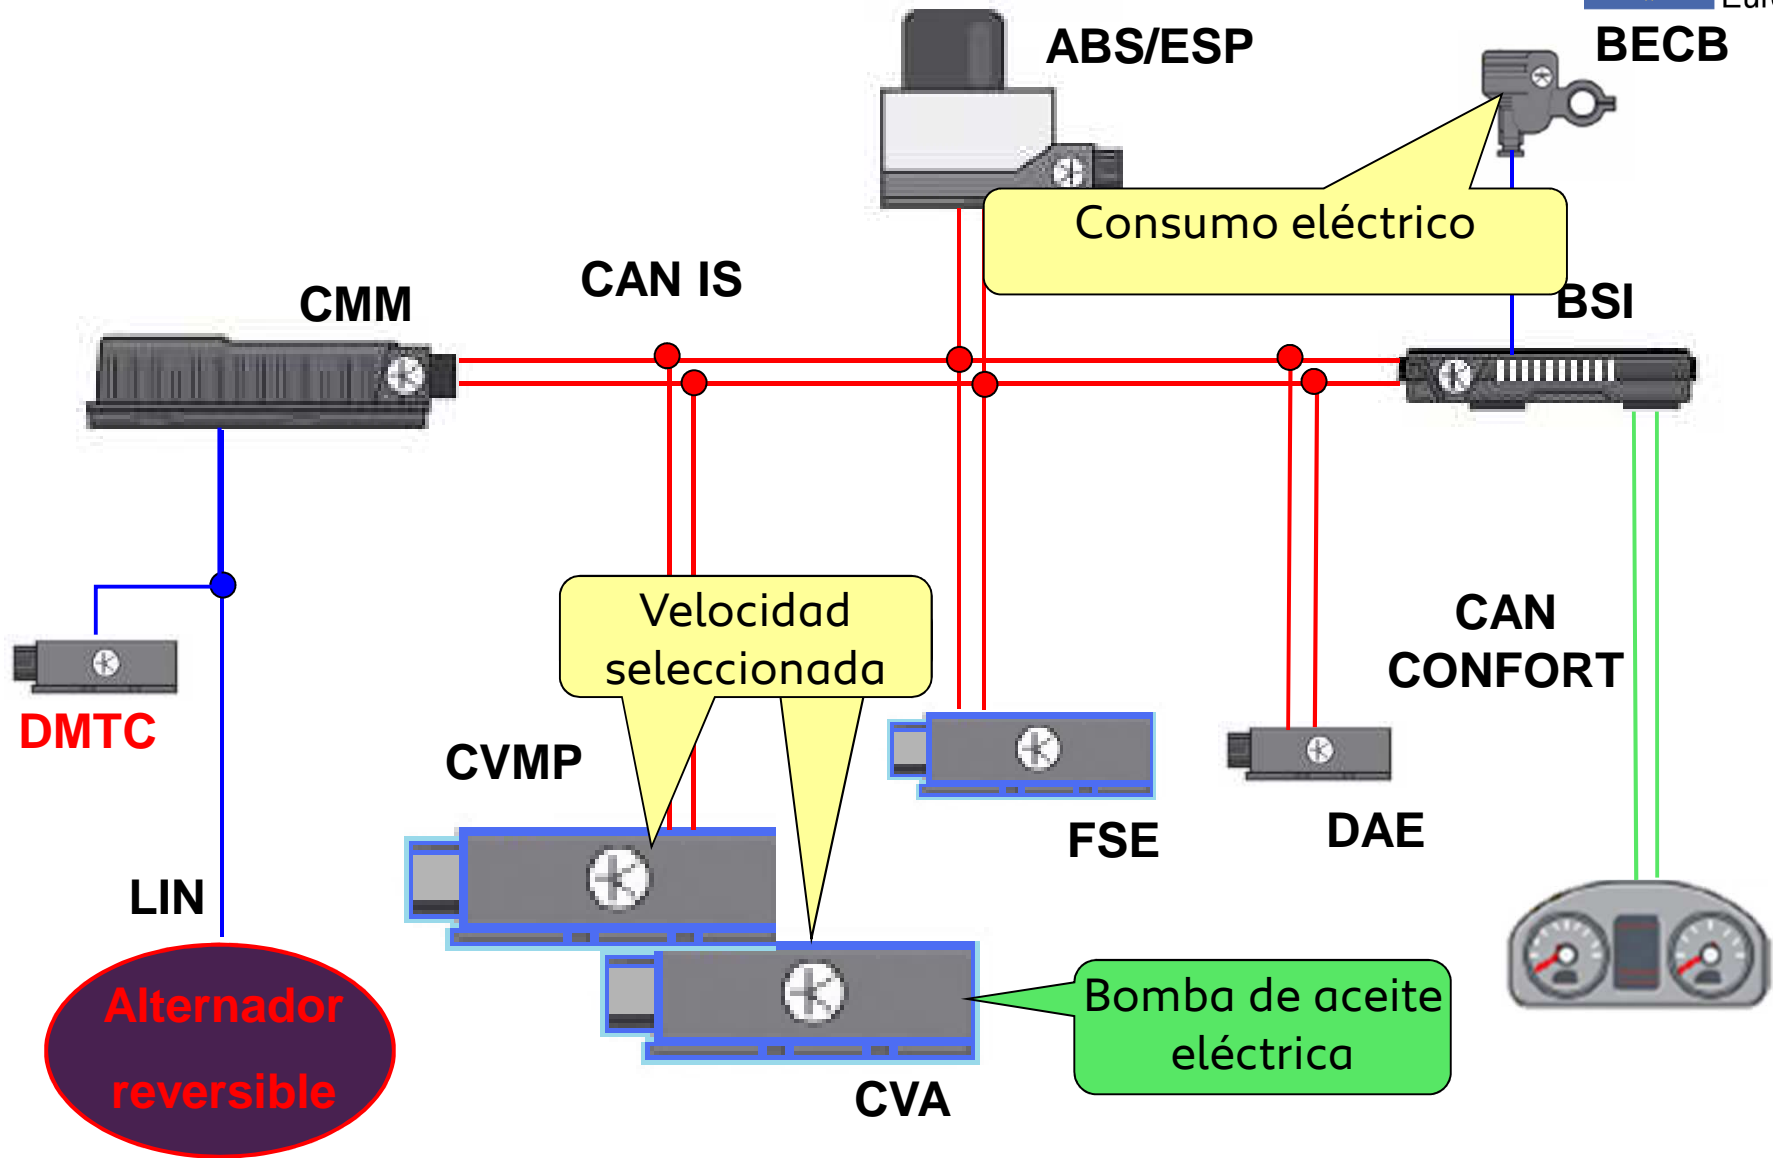 ABS/ESP
BECB
Consumo eléctrico
CAN IS
CMM
BSI
Velocidad
seleccionada
CAN
CONFORT
DMTC
CVMP
FSE
DAE
LIN
Alternador
reversible
Bomba de aceite
eléctrica
CVA